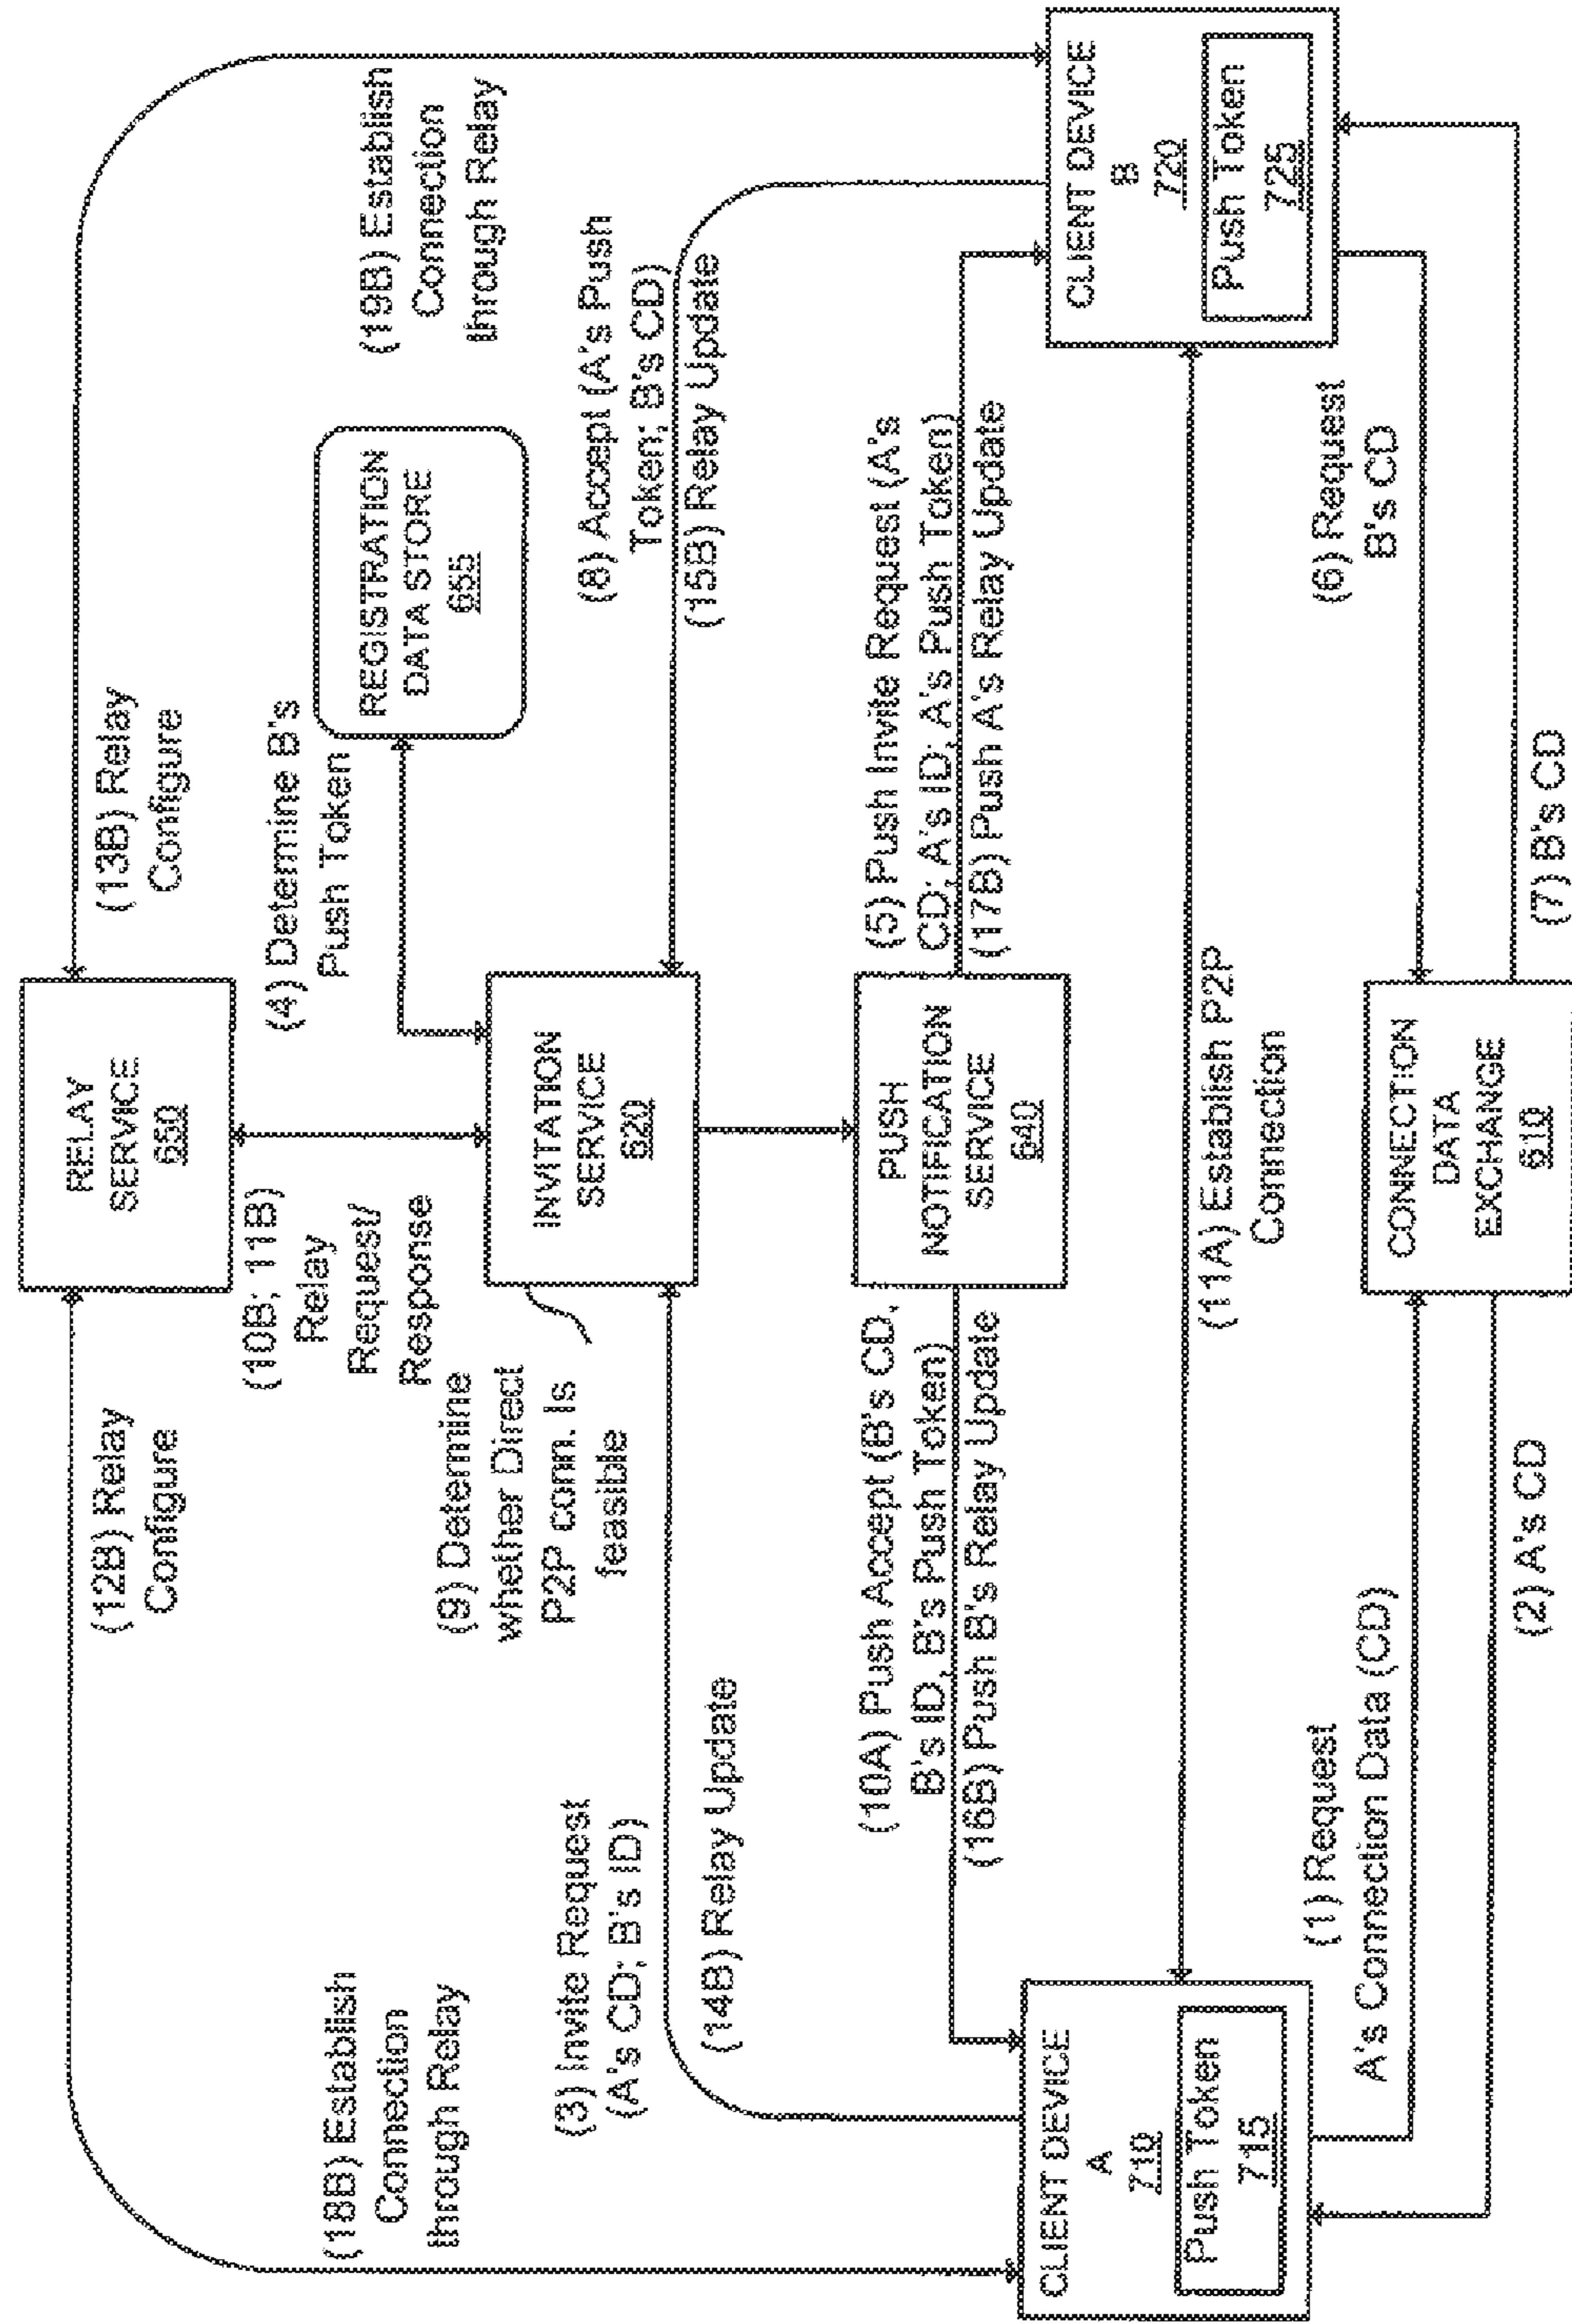 (12B) Relay
Configure
RELAY
SERVICE
650
(13B) Relay
Configure
(18B) Establish
Connection
through Relay
(10B; 11B)
Relay
Request/
Response
(4) Determine B's
Push Token
REGISTRATION
DATA STORE
655
(19B) Establish
Connection
through Relay
(9) Determine
whether Direct
P2P conn. Is
feasible
INVITATION
SERVICE
620
(3) Invite Request
(A's CD; B's ID)
(14B) Relay Update
(8) Accept (A's Push
Token; B's CD)
(15B) Relay Update
(10A) Push Accept (B's CD,
B's ID, B's Push Token)
(16B) Push B's Relay Update
PUSH
NOTIFICATION
SERVICE
640
(5) Push Invite Request (A's
CD; A's ID; A's Push Token)
(17B) Push A's Relay Update
CLIENT DEVICE
A
710
Push Token
715
(11A) Establish P2P
Connection
CLIENT DEVICE
B
720
Push Token
725
(1) Request
A's Connection Data (CD)
(2) A's CD
CONNECTION
DATA
EXCHANGE
610
(6) Request
B's CD
(7) B's CD